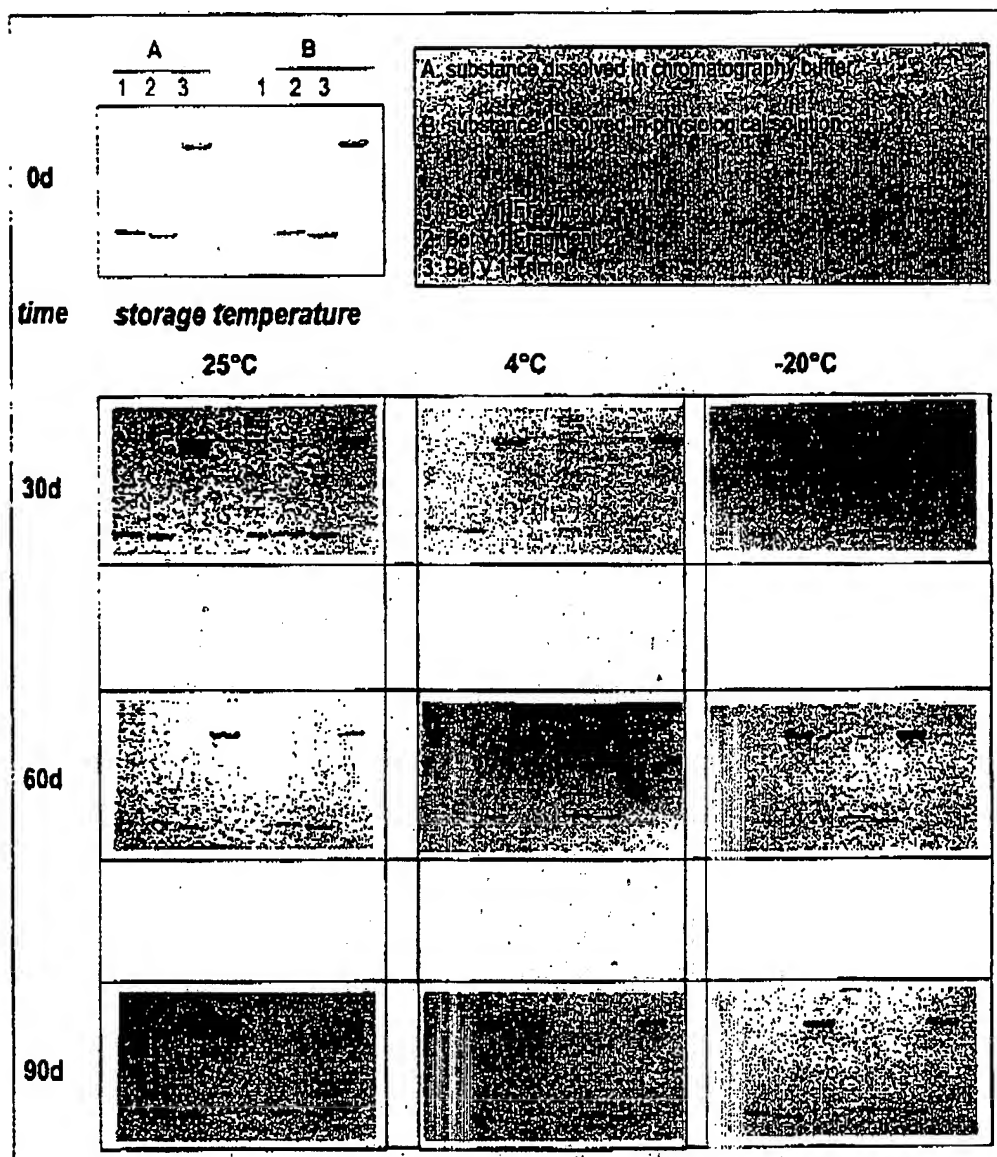 A
B
1 2 3 1 2 3
A: substance dissolved in chromatography buffer
B: substance dissolved in physiological solution
0d
1: Bet v 1 Fragment
2: Bet v 1 Fragment 2
3: Bet v 1-Trimer
time storage temperature
25°C 4°C -20°C
30d
60d
90d